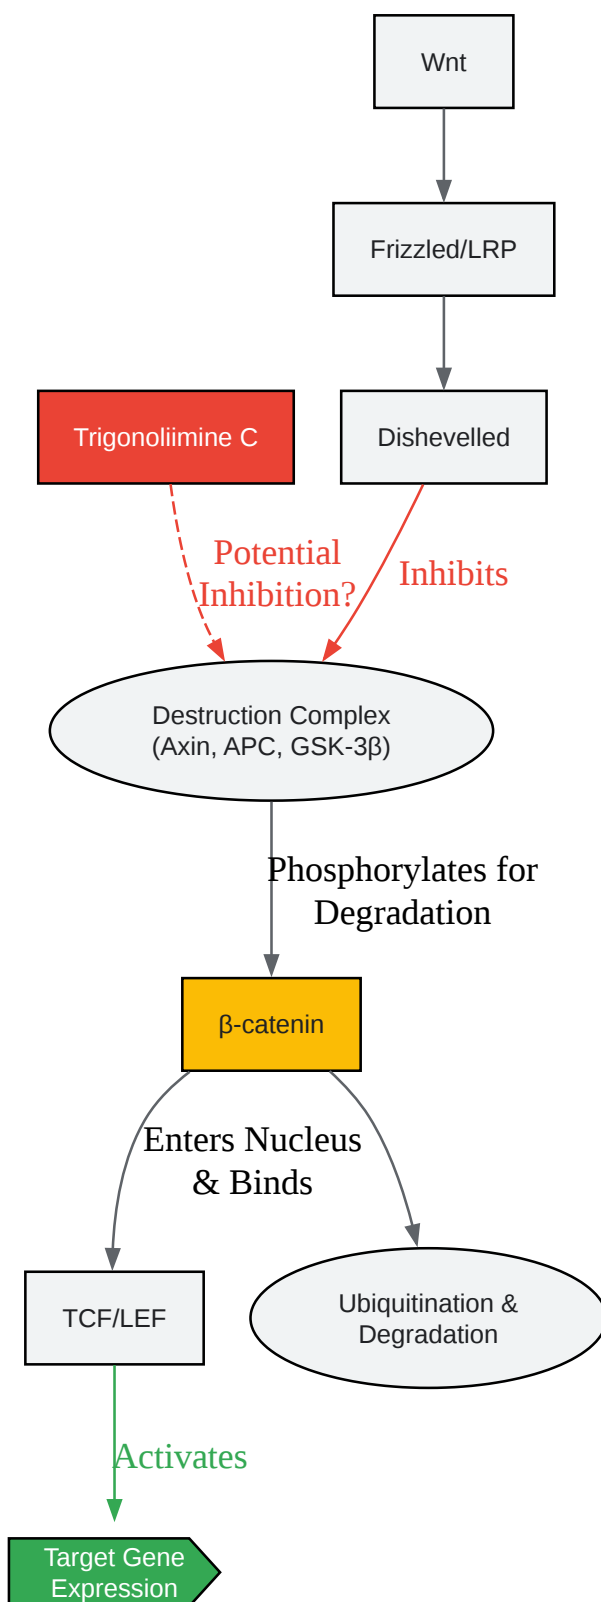 Wnt
Frizzled/LRP
Trigonoliimine C
Dishevelled
Potential
Inhibition?
Inhibits
Destruction Complex
(Axin, APC, GSK-3β)
Phosphorylates for
Degradation
β-catenin
Enters Nucleus
& Binds
TCF/LEF
Ubiquitination &
Degradation
Activates
Target Gene
Expression